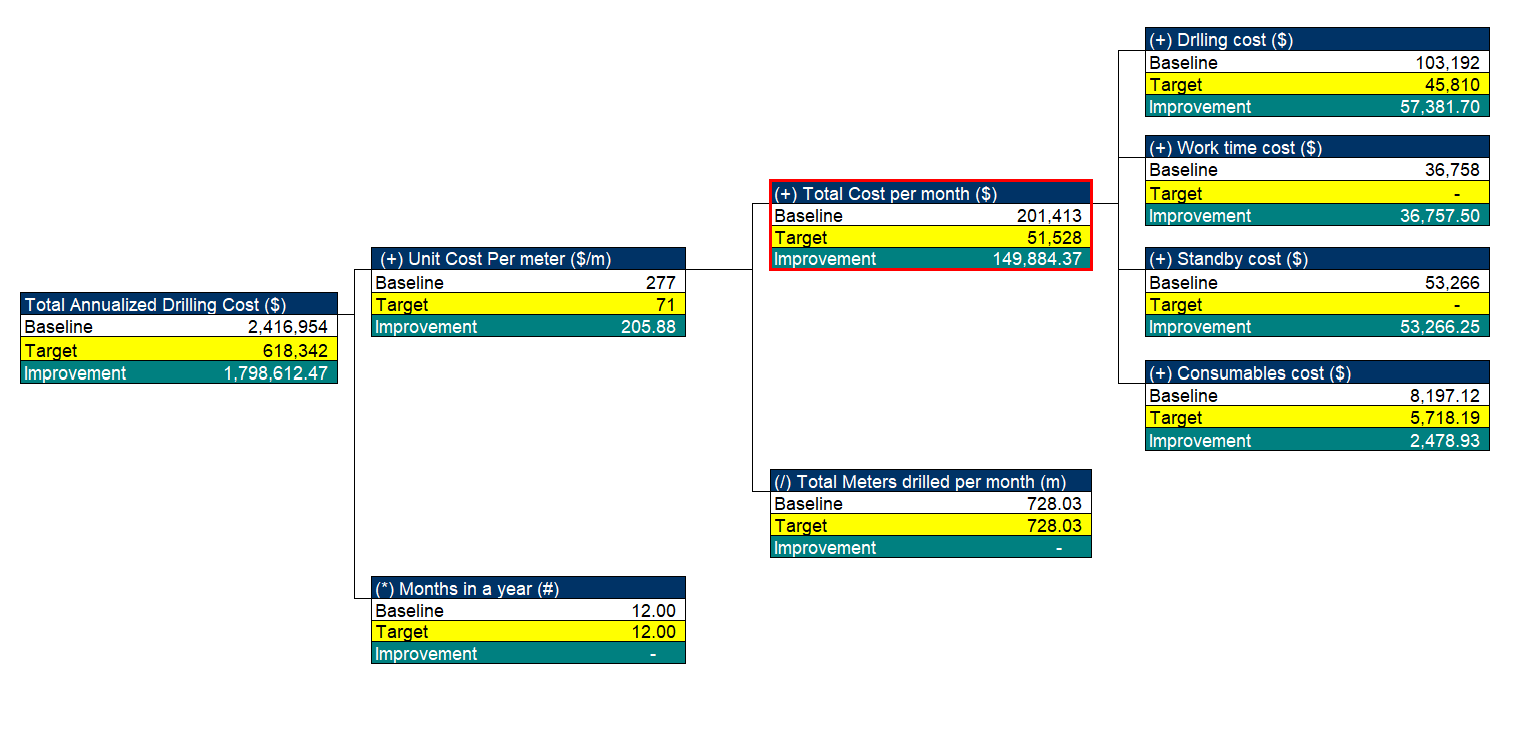 (+) Drlling cost ($)
Baseline 103,192
Target 45,810
Improvement 57,381.70
(+) Work time cost ($)
Baseline 36,758
Target -
Improvement 36,757.50
(+) Total Cost per month ($)
Baseline 201,413
Target 51,528
Improvement 149,884.37
(+) Unit Cost Per meter ($/m)
Baseline 277
Target 71
Improvement 205.88
(+) Standby cost ($)
Baseline 53,266
Target -
Improvement 53,266.25
Total Annualized Drilling Cost ($)
Baseline 2,416,954
Target 618,342
Improvement 1,798,612.47
(+) Consumables cost ($)
Baseline 8,197.12
Target 5,718.19
Improvement 2,478.93
(/) Total Meters drilled per month (m)
Baseline 728.03
Target 728.03
Improvement -
(*) Months in a year (#)
Baseline 12.00
Target 12.00
Improvement -